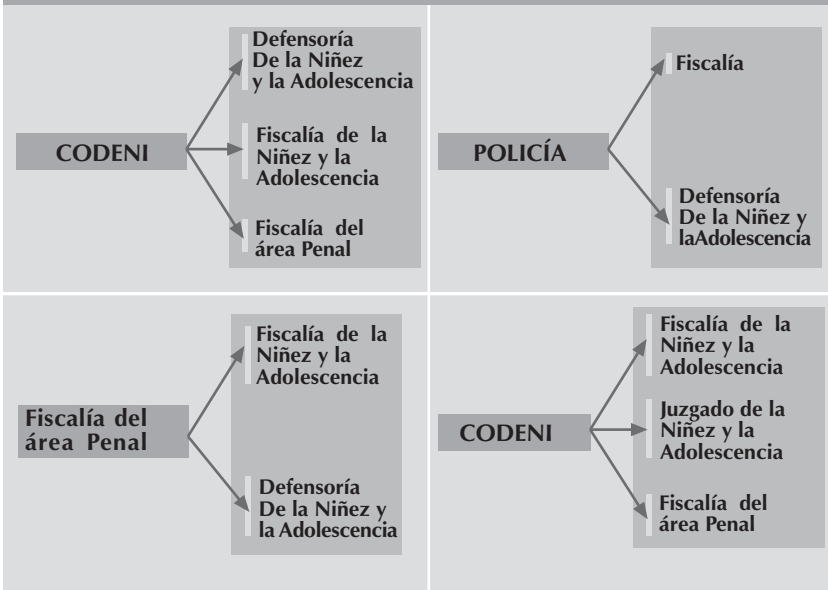 CODENI
Defensoría
De la Niñez
y la Adolescencia
Fiscalía de la
Niñez y la
Adolescencia
Fiscalía del
área Penal
POLICÍA
Fiscalía
Defensoría
De la Niñez y
laAdolescencia
Fiscalía del
área Penal
Fiscalía de la
Niñez y la
Adolescencia
Defensoría
De la Niñez y
la Adolescencia
CODENI
Fiscalía de la
Niñez y la
Adolescencia
Juzgado de la
Niñez y la
Adolescencia
Fiscalía del
área Penal